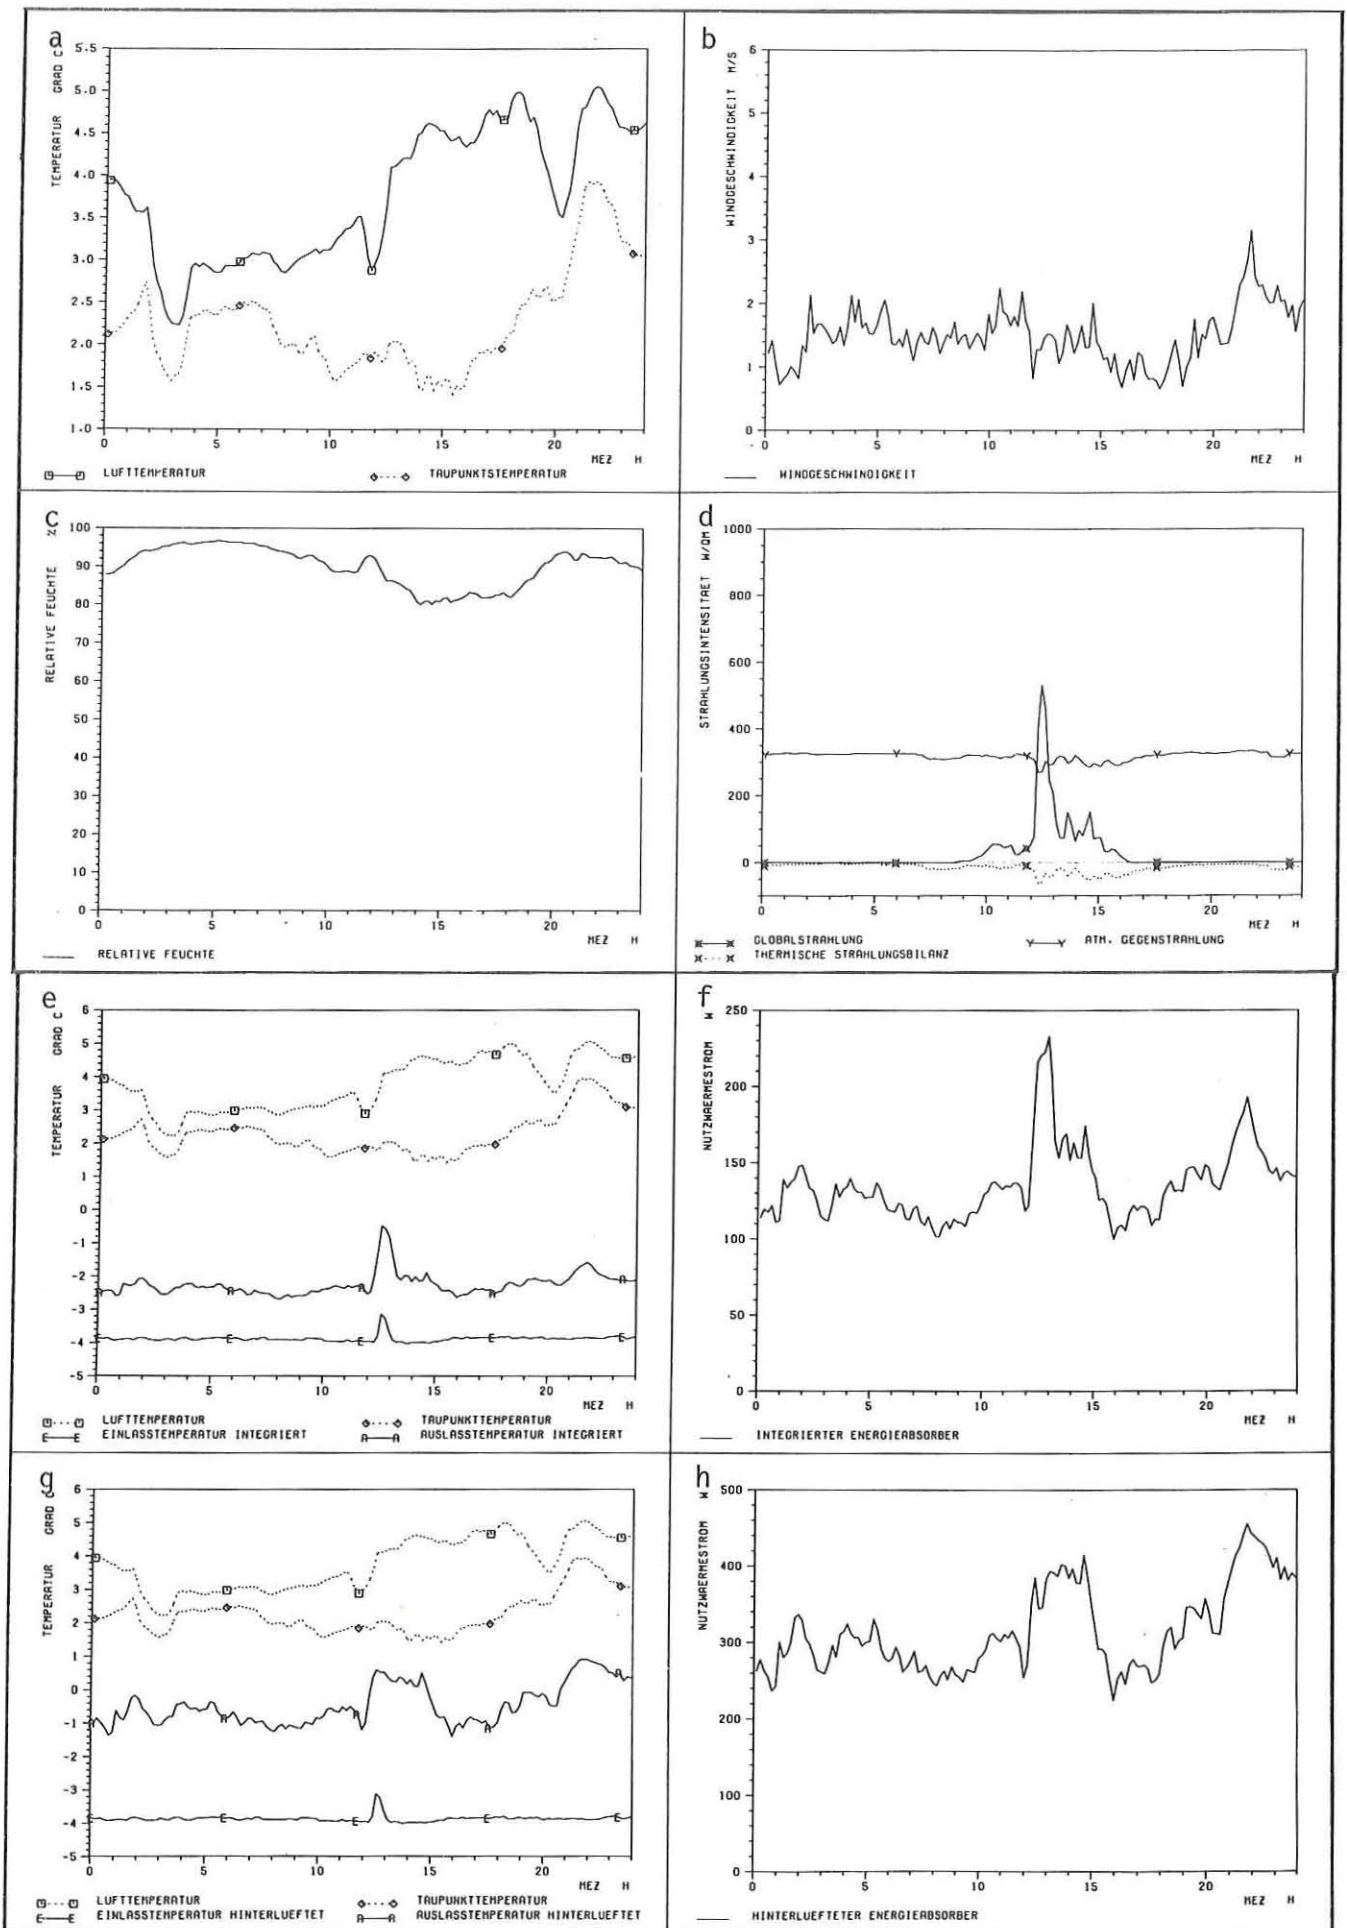 a
TEMPERATUR GRAD C
5.5
5.0
4.5
4.0
3.5
3.0
2.5
2.0
1.5
1.0
0 5 10 15 20
MEZ H
LUFTTEMPERATUR TAUPUNKTSTEMPERATUR
b
WINDGESCHWINDIGKEIT M/S
6
5
4
3
2
1
0
0 5 10 15 20
MEZ H
WINDGESCHWINDIGKEIT
c
RELATIVE FEUCHTE %
100
90
80
70
60
50
40
30
20
10
0
0 5 10 15 20
MEZ H
RELATIVE FEUCHTE
d
STRAHLUNGSINTENSITAET W/QM
1000
800
600
400
200
0
0 5 10 15 20
MEZ H
GLOBALSTRAHLUNG ATM. GEGENSTRAHLUNG
THERMISCHE STRAHLUNGSBILANZ
e
TEMPERATUR GRAD C
6
5
4
3
2
1
0
-1
-2
-3
-4
-5
0 5 10 15 20
MEZ H
LUFTTEMPERATUR TAUPUNKTTEMPERATUR
E E EINLASSTEMPERATUR INTEGRIERT A A AUSLASSTEMPERATUR INTEGRIERT
f
NUTZWAERMESTROM W
250
200
150
100
50
0
0 5 10 15 20
MEZ H
INTEGRIERTER ENERGIEABSORBER
g
TEMPERATUR GRAD C
6
5
4
3
2
1
0
-1
-2
-3
-4
-5
0 5 10 15 20
MEZ H
LUFTTEMPERATUR TAUPUNKTTEMPERATUR
E E EINLASSTEMPERATUR HINTERLUEFTET A A AUSLASSTEMPERATUR HINTERLUEFTET
h
NUTZWAERMESTROM W
500
400
300
200
100
0
0 5 10 15 20
MEZ H
HINTERLUEFTETER ENERGIEABSORBER